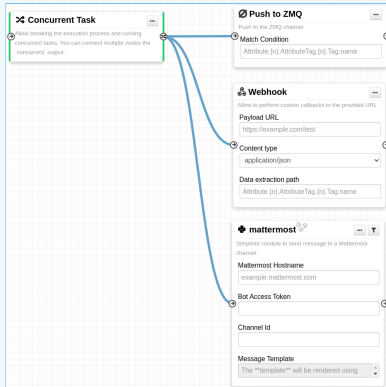 Concurrent Task
Allow breaking the execution process and running
concurrent tasks. You can connect multiple nodes the
`concurrent` output.
Push to ZMQ
Push to the ZMQ channel
Match Condition
Attribute.{n}.AttributeTag.{n}.Tag.name
Webhook
Allow to perform custom callbacks to the provided URL
Payload URL
https://example.com/test
Content type
application/json
Data extraction path
Attribute.{n}.AttributeTag.{n}.Tag.name
mattermost
Simplistic module to send message to a Mattermost
channel.
Mattermost Hostname
example.mattermost.com
Bot Access Token
Channel Id
Message Template
The **template** will be rendered using